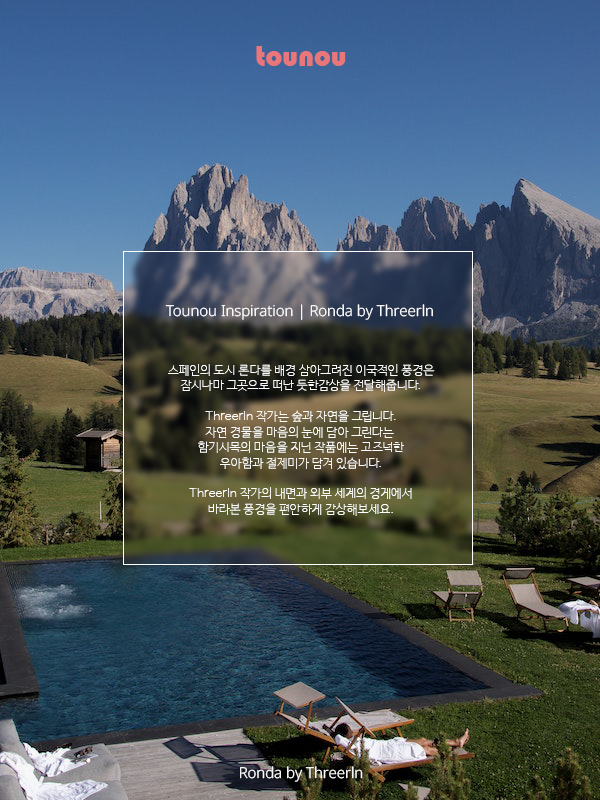 tounou
Tounou Inspiration | Ronda by Threerln
스페인의 도시 론다를 배경 삼아그려진 이국적인 풍경은
잠시나마 그곳으로 떠난 듯한감상을 전달해줍니다.
Threerln 작가는 숲과 자연을 그립니다.
자연 경물을 마음의 눈에 담아 그린다는
함기시목의 마음을 지닌 작품에는 고즈넉한
우아함과 절제미가 담겨 있습니다.
Threerln 작가의 내면과 외부 세계의 경계에서
바라본 풍경을 편안하게 감상해보세요.
Ronda by Threerln